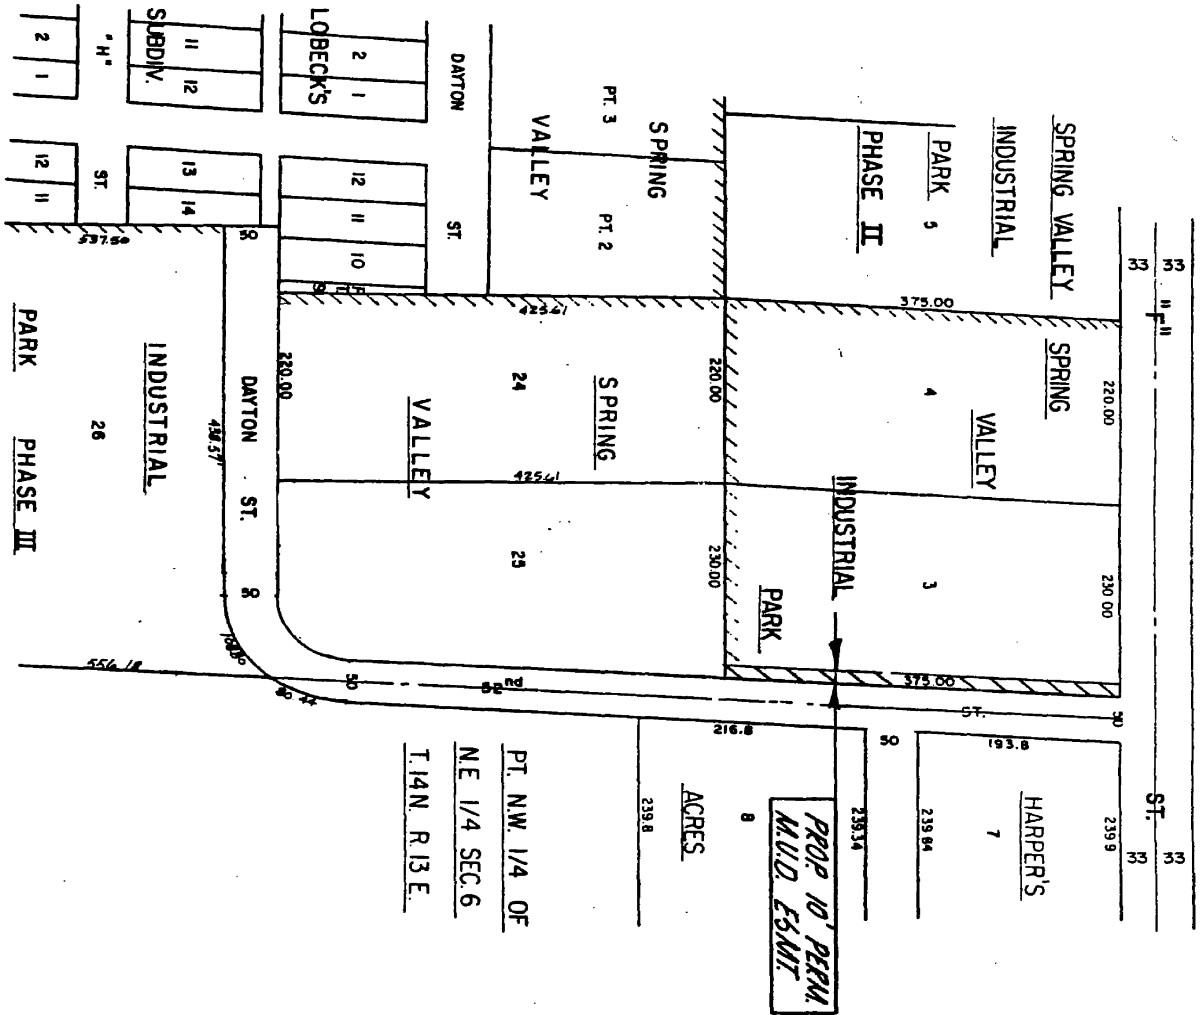 SPRING VALLEY
INDUSTRIAL
PARK 5
PHASE II
33 33
"F"
ST.
33 33
375.00
SPRING
VALLEY
INDUSTRIAL
PARK
220.00
4
220.00
230.00
3
230.00
375.00
SPRING
VALLEY
PT. 3
PT. 2
DAYTON
ST.
LOBECK'S
SUBDIV.
2
1
12
11
10
11
12
13
14
"H"
ST.
2
1
12
11
50
537.50
425.61
24
SPRING
VALLEY
425.61
25
220.00
DAYTON ST. 50
438.57'
INDUSTRIAL
26
PARK PHASE III
556.18
50
52nd
ST.
50
216.8
50
193.8
HARPER'S
7
239.9
239.84
239.34
8
ACRES
239.8
PROP. 10' PERM.
M.U.D. ESMT.
PT. N.W. 1/4 OF
N.E 1/4 SEC. 6
T. 14N R. 13 E.